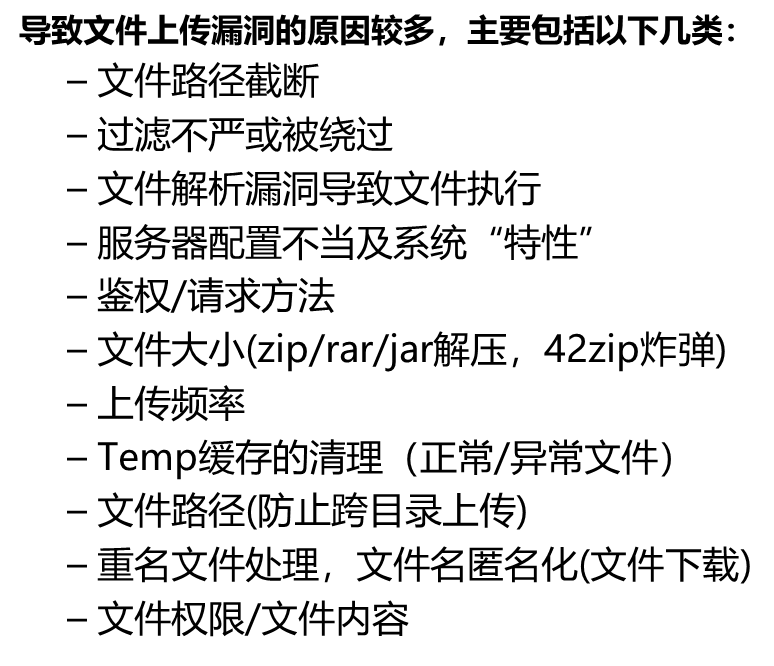 导致文件上传漏洞的原因较多，主要包括以下几类：
– 文件路径截断
– 过滤不严或被绕过
– 文件解析漏洞导致文件执行
– 服务器配置不当及系统“特性”
– 鉴权/请求方法
– 文件大小(zip/rar/jar解压，42zip炸弹)
– 上传频率
– Temp缓存的清理（正常/异常文件）
– 文件路径(防止跨目录上传)
– 重名文件处理，文件名匿名化(文件下载)
– 文件权限/文件内容